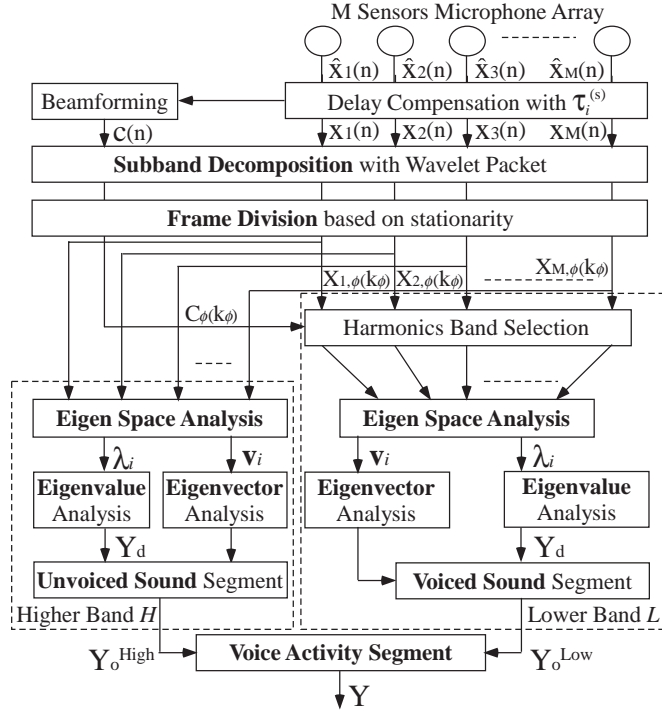 M Sensors Microphone Array
x̂1(n) x̂2(n) x̂3(n) x̂M(n)
Beamforming
Delay Compensation with τi(s)
c(n) x1(n) x2(n) x3(n) xM(n)
Subband Decomposition with Wavelet Packet
Frame Division based on stationarity
X1,ϕ(kϕ) X2,ϕ(kϕ) XM,ϕ(kϕ)
Cϕ(kϕ)
Harmonics Band Selection
Eigen Space Analysis
Eigen Space Analysis
λi vi
vi λi
Eigenvalue Analysis
Eigenvector Analysis
Eigenvector Analysis
Eigenvalue Analysis
Yd
Yd
Unvoiced Sound Segment
Voiced Sound Segment
Higher Band H
Lower Band L
YoHigh
Voice Activity Segment
YoLow
Y